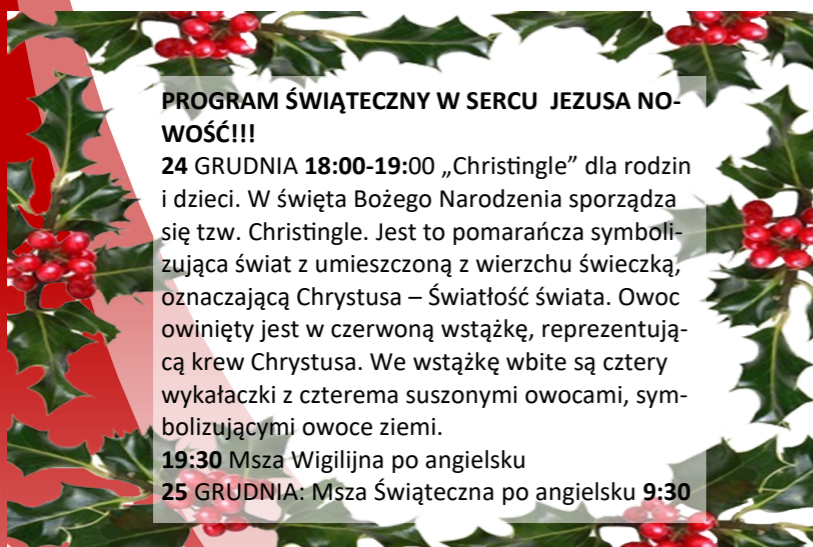 PROGRAM ŚWIĄTECZNY W SERCU  JEZUSA NO-
WOŚĆ!!!
24 GRUDNIA 18:00-19:00 „Christingle” dla rodzin
i dzieci. W święta Bożego Narodzenia sporządza
się tzw. Christingle. Jest to pomarańcza symboli-
zująca świat z umieszczoną z wierzchu świeczką,
oznaczającą Chrystusa – Światłość świata. Owoc
owinięty jest w czerwoną wstążkę, reprezentują-
cą krew Chrystusa. We wstążkę wbite są cztery
wykałaczki z czterema suszonymi owocami, sym-
bolizującymi owoce ziemi.
19:30 Msza Wigilijna po angielsku
25 GRUDNIA: Msza Świąteczna po angielsku 9:30